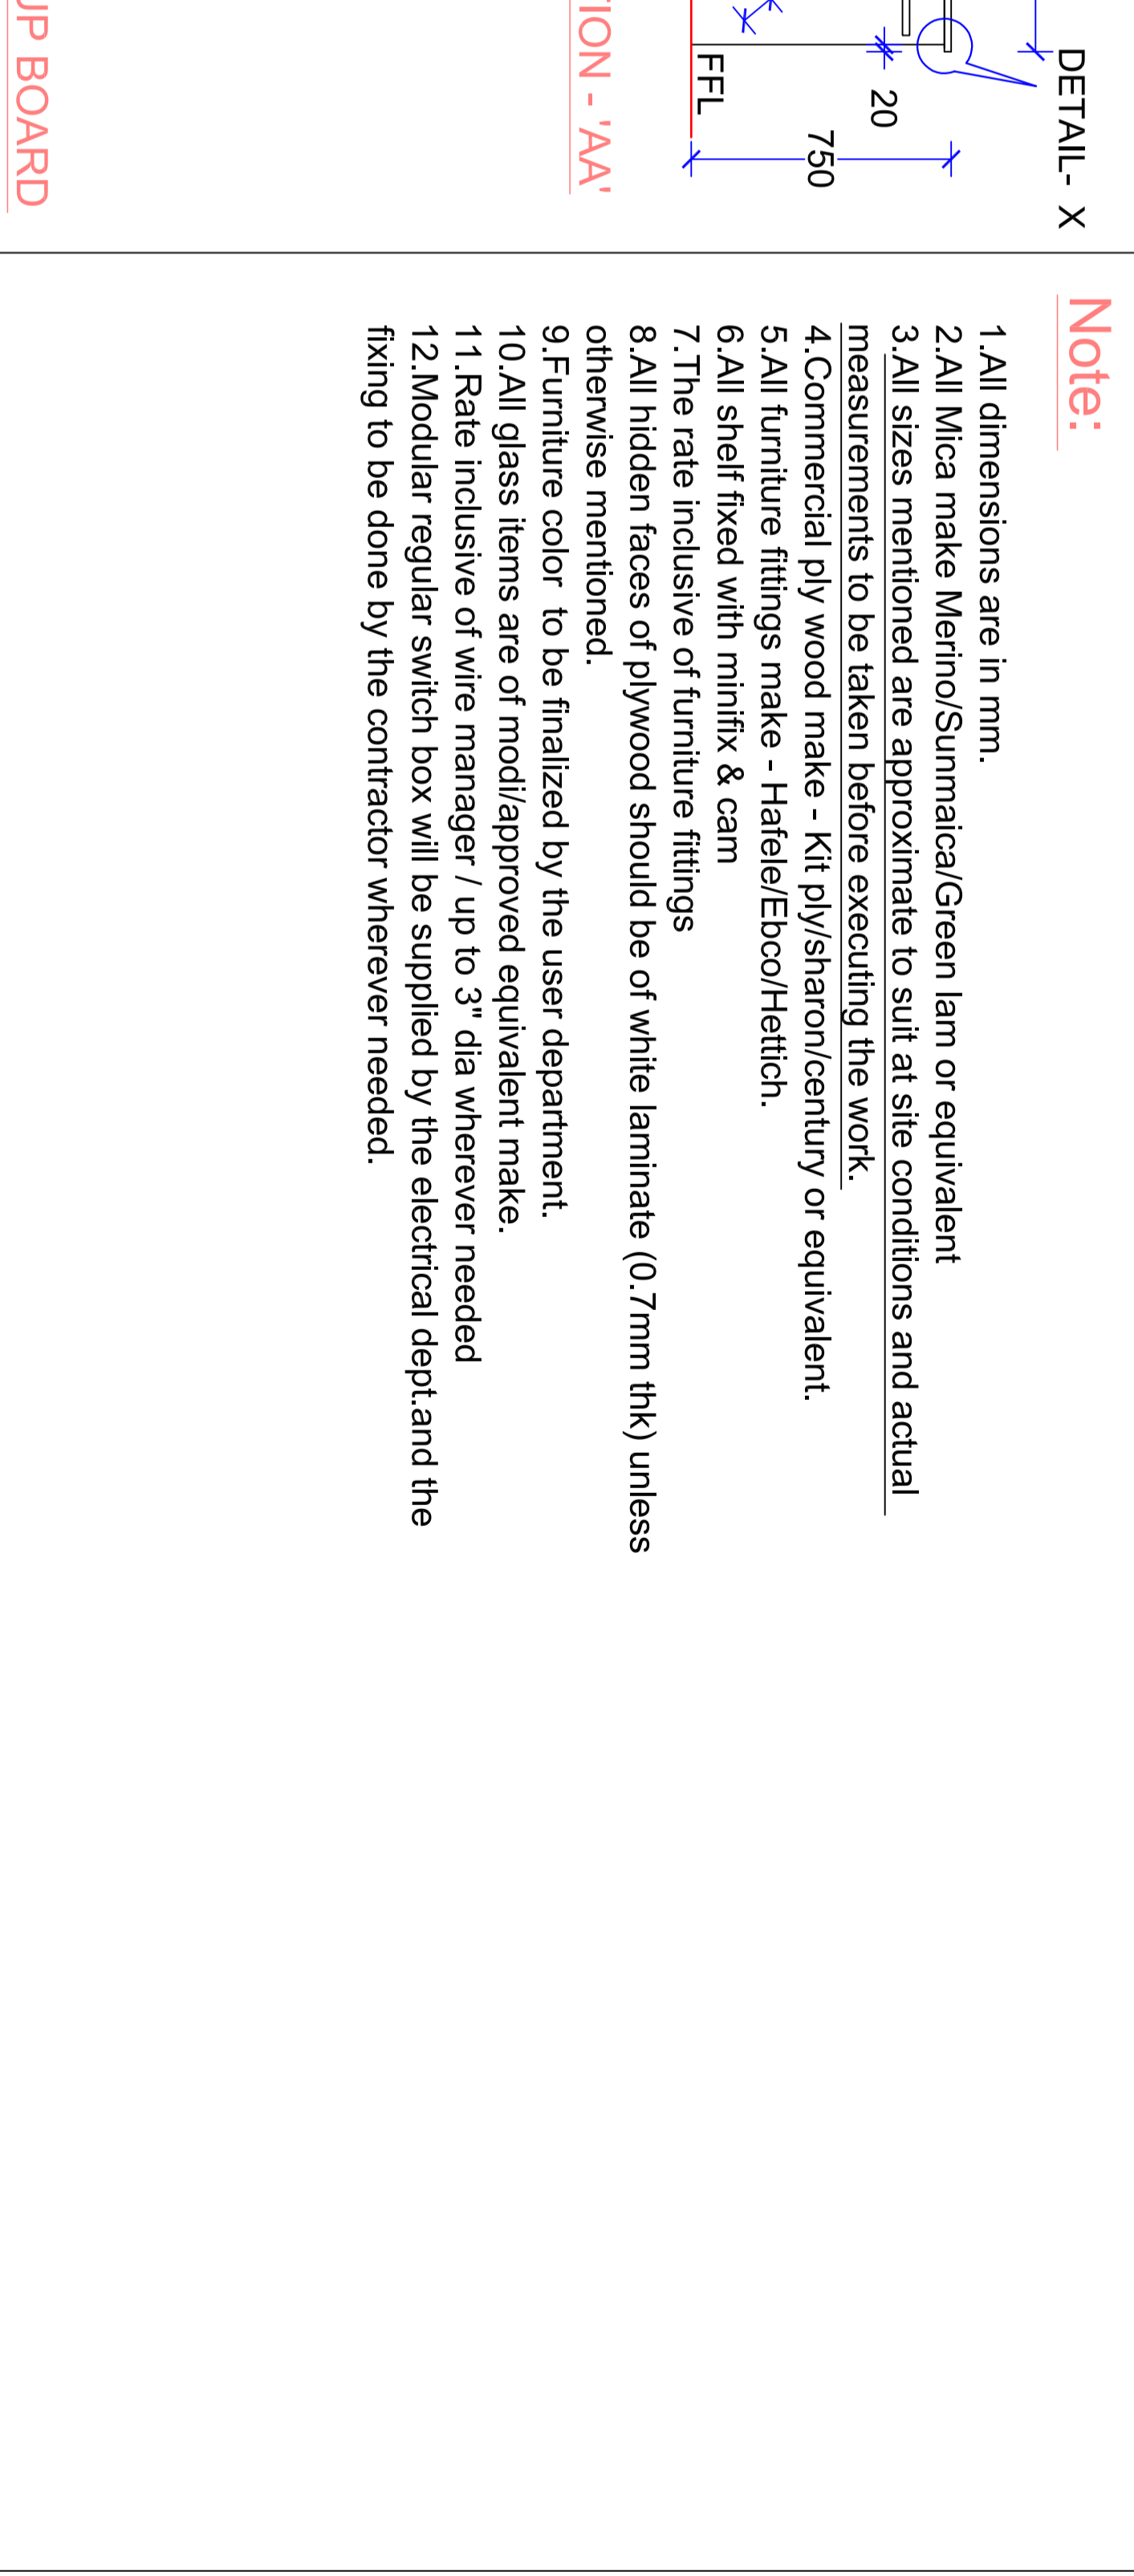 DETAIL- X
20
750
FFL
TION - 'AA'
UP BOARD
Note:
1.All dimensions are in mm.
2.All Mica make Merino/Sunmaica/Green lam or equivalent
3.All sizes mentioned are approximate to suit at site conditions and actual
measurements to be taken before executing the work.
4.Commercial ply wood make - Kit ply/sharon/century or equivalent.
5.All furniture fittings make - Hafele/Ebco/Hettich.
6.All shelf fixed with minifix & cam
7.The rate inclusive of furniture fittings
8.All hidden faces of plywood should be of white laminate (0.7mm thk) unless
otherwise mentioned.
9.Furniture color  to be finalized by the user department.
10.All glass items are of modi/approved equivalent make.
11.Rate inclusive of wire manager / up to 3" dia wherever needed
12.Modular regular switch box will be supplied by the electrical dept.and the
fixing to be done by the contractor wherever needed.